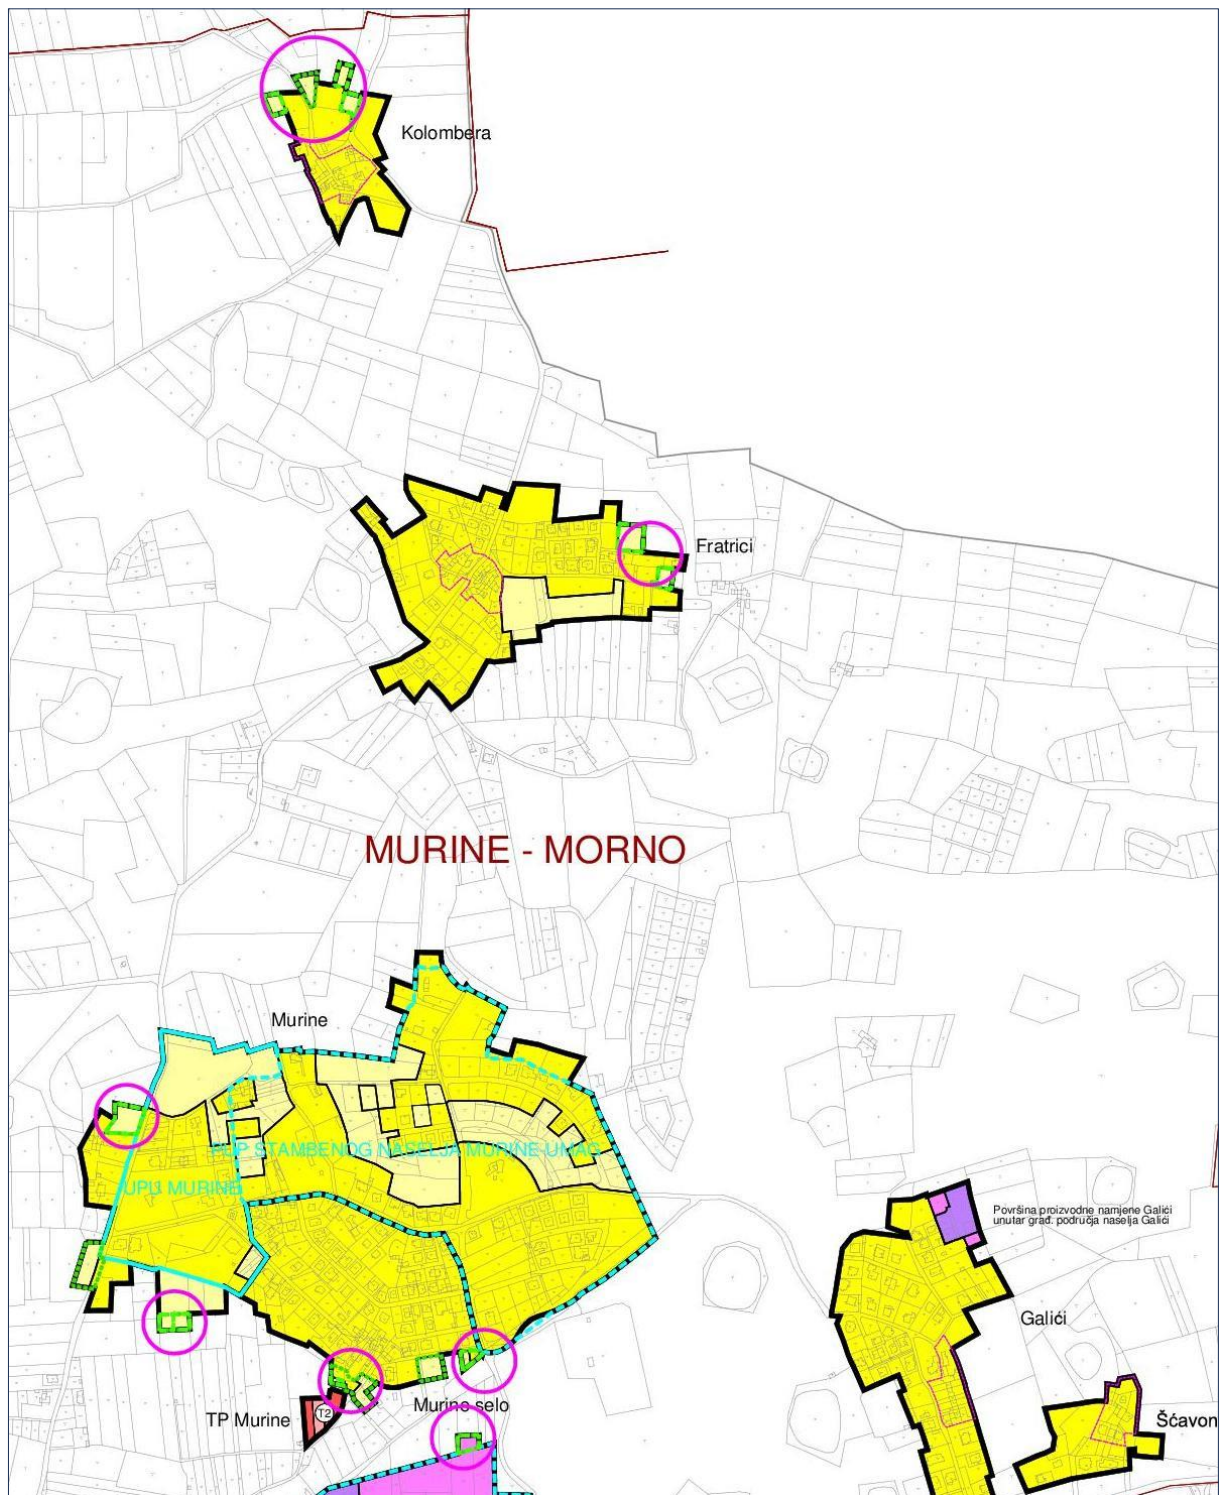 Kolombera
Fratrici
MURINE - MORNO
Murine
PUP STAMBENOG NASELJA MURINE-UMAG
UPU MURINE
Površina proizvodne namjene Galići
unutar građ. područja naselja Galići
Galići
Murine selo
TP Murine
T2
Šćavon